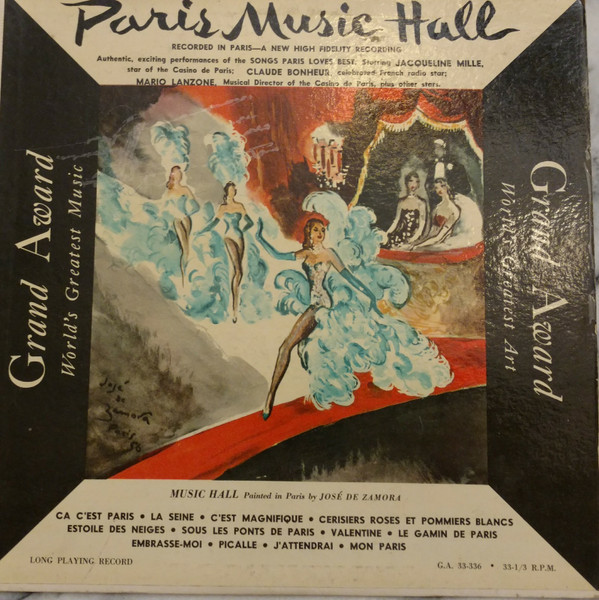 Paris Music Hall
RECORDED IN PARIS—A NEW HIGH FIDELITY RECORDING
Authentic, exciting performances of the SONGS PARIS LOVES BEST. Starring JACQUELINE MILLE,
star of the Casino de Paris; CLAUDE BONHEUR, celebrated French radio star;
MARIO LANZONE, Musical Director of the Casino de Paris, plus other stars.
Grand Award
World's Greatest Music
Grand Award
World's Greatest Art
José
de
Zamora
Paris
MUSIC HALL Painted in Paris by JOSÉ DE ZAMORA
ÇA C'EST PARIS • LA SEINE • C'EST MAGNIFIQUE • CERISIERS ROSES ET POMMIERS BLANCS
ESTOILE DES NEIGES • SOUS LES PONTS DE PARIS • VALENTINE • LE GAMIN DE PARIS
EMBRASSE-MOI • PICALLE • J'ATTENDRAI • MON PARIS
LONG PLAYING RECORD
G.A. 33-336 • 33-1/3 R.P.M.